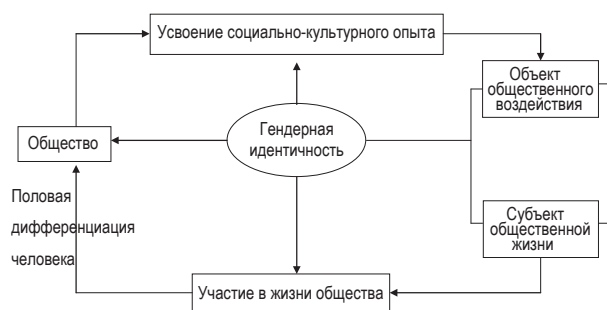 Усвоение социально-культурного опыта
Объект
общественного
воздействия
Гендерная
идентичность
Общество
Половая
дифференциация
человека
Субъект
общественной
жизни
Участие в жизни общества